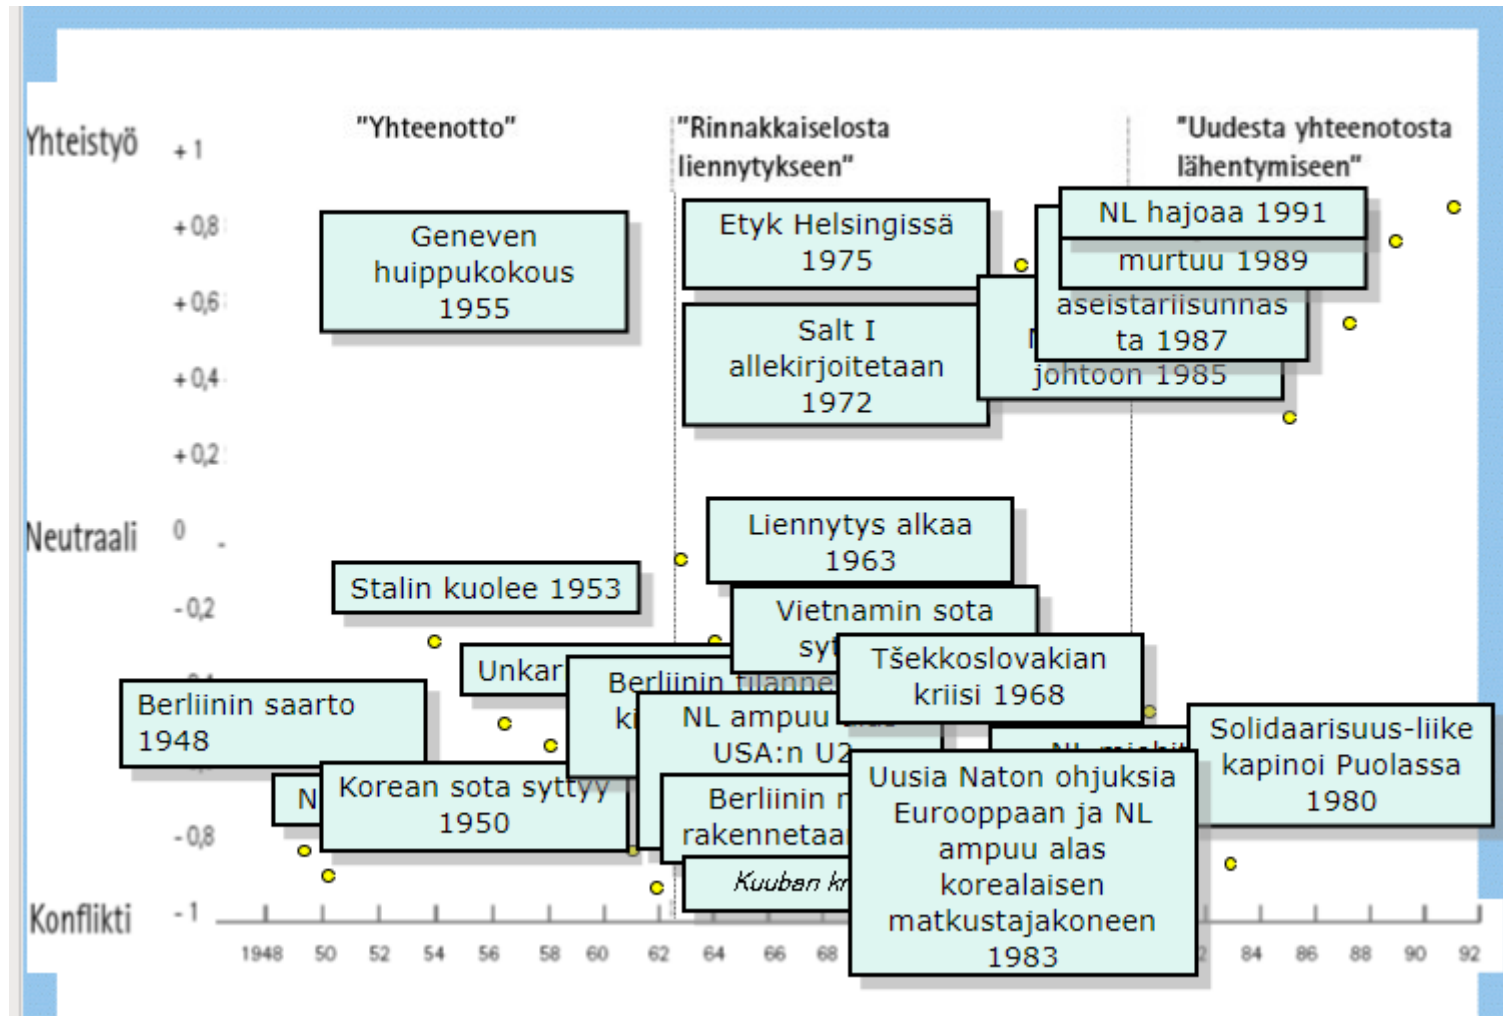 "Yhteenotto"
"Rinnakkaiselosta
liennytykseen"
"Uudesta yhteenotosta
lähentymiseen"
Yhteistyö
+ 1
+ 0,8
+ 0,6
+ 0,4
+ 0,2
Neutraali
0
- 0,2
- 0,8
Konflikti
- 1
Geneven
huippukokous
1955
Etyk Helsingissä
1975
Salt I
allekirjoitetaan
1972
NL hajoaa 1991
murtuu 1989
aseistariisunnas
ta 1987
johtoon 1985
Liennytys alkaa
1963
Stalin kuolee 1953
Vietnamin sota
Tšekkoslovakian
kriisi 1968
Unkar
Berliinin
Berliinin saarto
1948
NL ampuu alas
USA:n U2
Korean sota syttyy
1950
N
Berliinin
Kuuban kr
NL
Solidaarisuus-liike
kapinoi Puolassa
1980
Uusia Naton ohjuksia
Eurooppaan ja NL
ampuu alas
korealaisen
matkustajakoneen
1983
1948 50 52 54 56 58 60 62 64 66 68 84 86 88 90 92